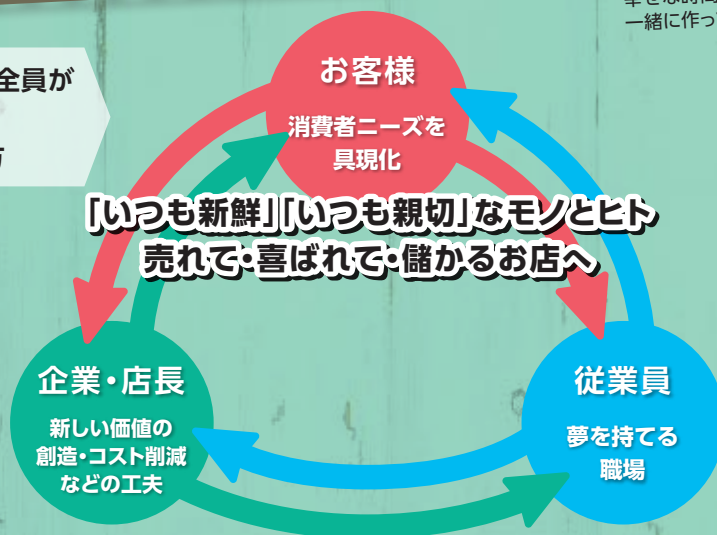 一緒に作っ
全員が
お客様
消費者ニーズを
具現化
「いつも新鮮」「いつも親切」なモノとヒト
売れて・喜ばれて・儲かるお店へ
企業・店長
新しい価値の
創造・コスト削減
などの工夫
従業員
夢を持てる
職場